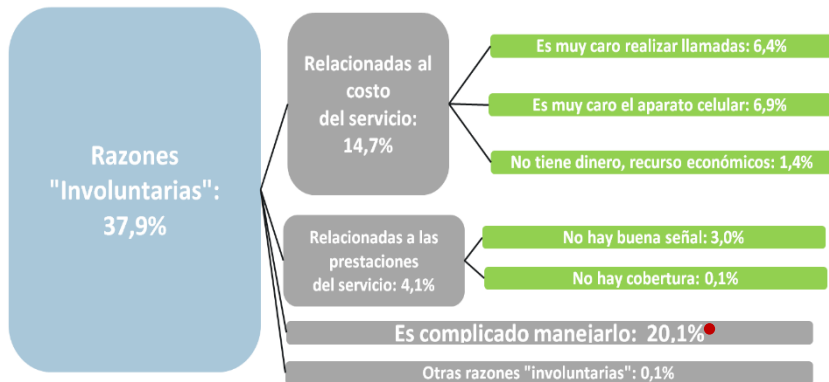 Razones
"Involuntarias":
37,9%
Relacionadas al
costo
del servicio:
14,7%
Es muy caro realizar llamadas: 6,4%
Es muy caro el aparato celular: 6,9%
No tiene dinero, recurso económicos: 1,4%
Relacionadas a las
prestaciones
del servicio: 4,1%
No hay buena señal: 3,0%
No hay cobertura: 0,1%
Es complicado manejarlo: 20,1%
Otras razones "involuntarias": 0,1%